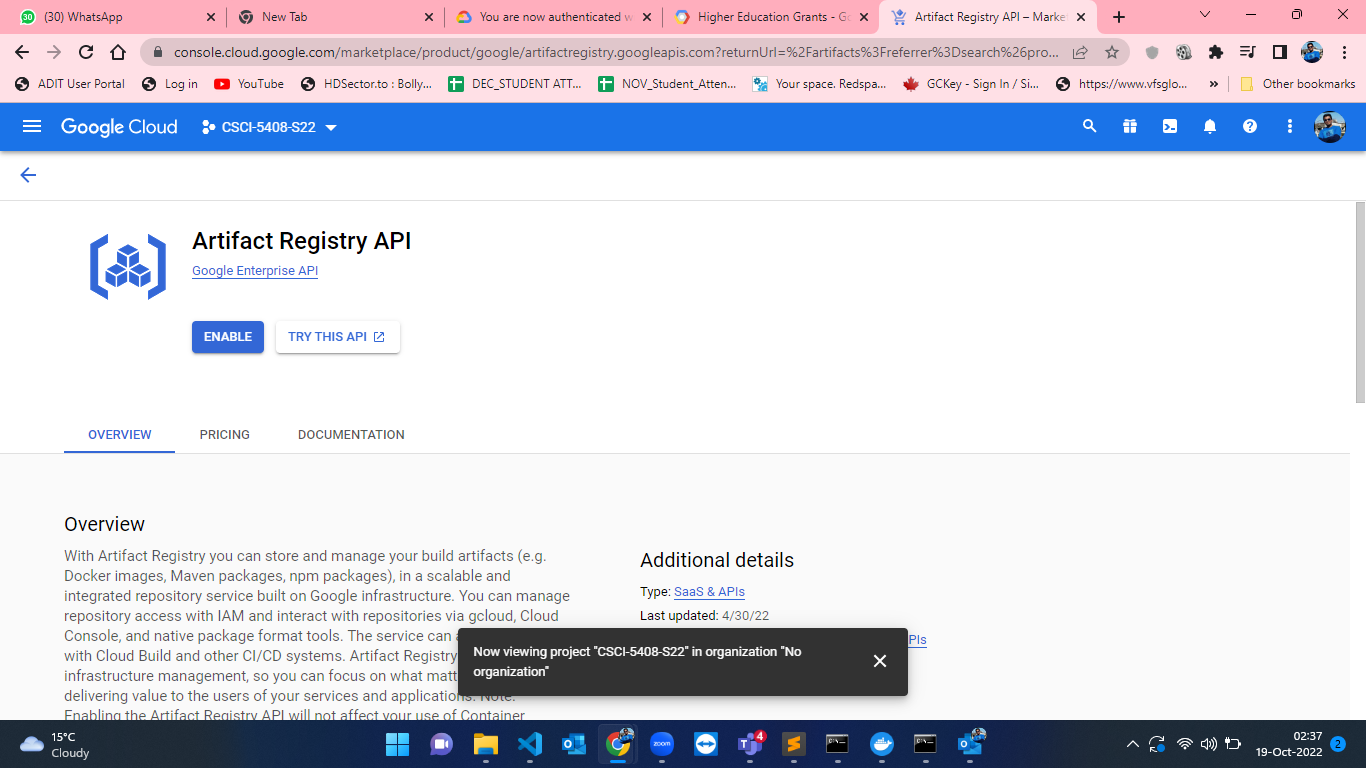 30
(30) WhatsApp
New Tab
You are now authenticated w
Higher Education Grants - Go
Artifact Registry API – Market
console.cloud.google.com/marketplace/product/google/artifactregistry.googleapis.com?returnUrl=%2Fartifacts%3Freferrer%3Dsearch%26pro...
ADIT User Portal
Log in
YouTube
HDSector.to : Bolly...
DEC_STUDENT ATT...
NOV_Student_Atten...
Your space. Redspa...
GCKey - Sign In / Si...
https://www.vfsglo...
»
Other bookmarks
Google Cloud
CSCI-5408-S22
Artifact Registry API
Google Enterprise API
ENABLE
TRY THIS API
OVERVIEW
PRICING
DOCUMENTATION
Overview
With Artifact Registry you can store and manage your build artifacts (e.g.
Docker images, Maven packages, npm packages), in a scalable and
integrated repository service built on Google infrastructure. You can manage
repository access with IAM and interact with repositories via gcloud, Cloud
Console, and native package format tools. The service can a
with Cloud Build and other CI/CD systems. Artifact Registry
infrastructure management, so you can focus on what matt
delivering value to the users of your services and applications. Note:
Enabling the Artifact Registry API will not affect your use of Container
Additional details
Type: SaaS & APIs
Last updated: 4/30/22
PIs
Now viewing project "CSCI-5408-S22" in organization "No
organization"
15°C
Cloudy
zoom
4
02:37
19-Oct-2022
2